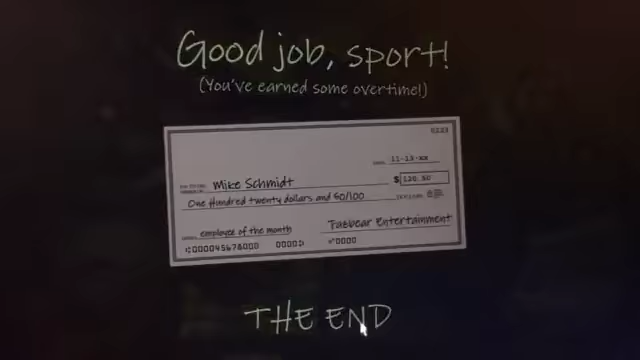 Good job, sport!
(You've earned some overtime!)
11-13-xx
Mike Schmidt
$ 120.50
One Hundred twenty dollars and 50/100
employee of the month
Fazbear Entertainment
THE END